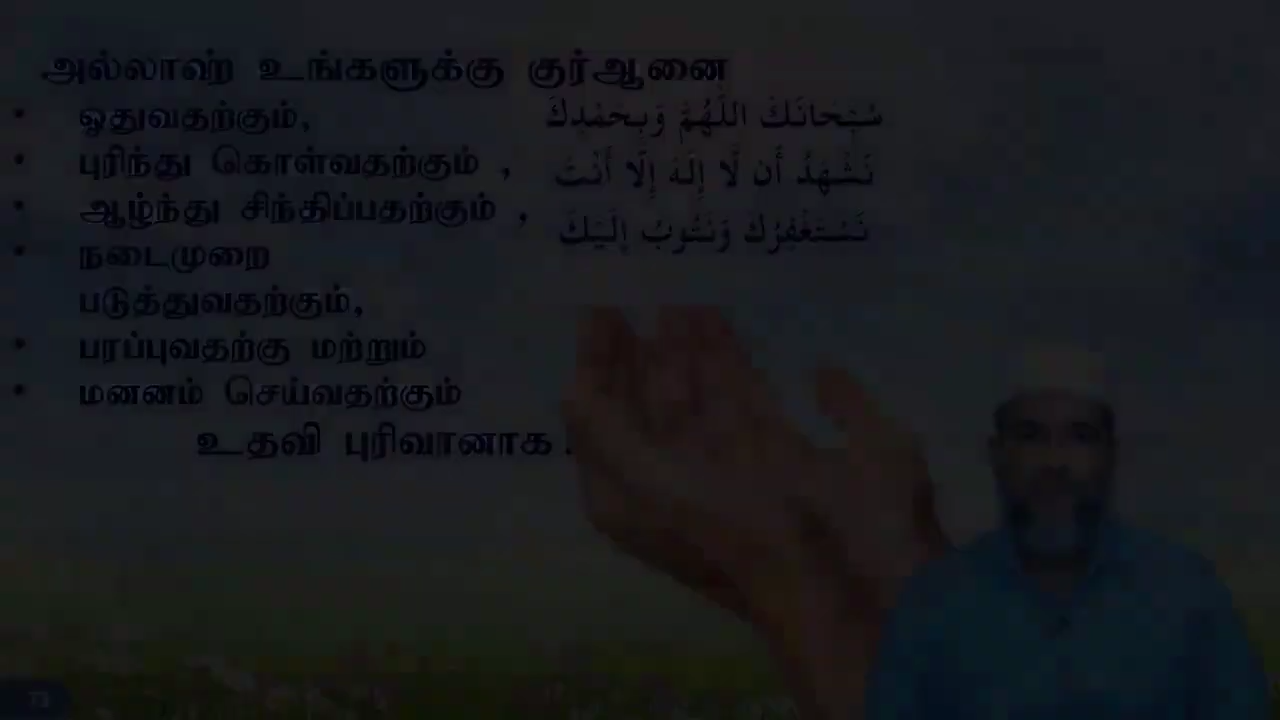 அல்லாஹ் உங்களுக்கு குர்ஆனை
• ஓதுவதற்கும்,
• புரிந்து கொள்வதற்கும் ,
• ஆழ்ந்து சிந்திப்பதற்கும் ,
• நடைமுறை
படுத்துவதற்கும்,
• பரப்புவதற்கு மற்றும்
• மனனம் செய்வதற்கும்
உதவி புரிவானாக .
سُبْحَانَكَ اللَّهُمَّ وَبِحَمْدِكَ
نَشْهَدُ أَن لَّا إِلَهَ إِلَّا أَنْتَ
نَسْتَغْفِرُكَ وَنَتُوبُ إِلَيْكَ
73